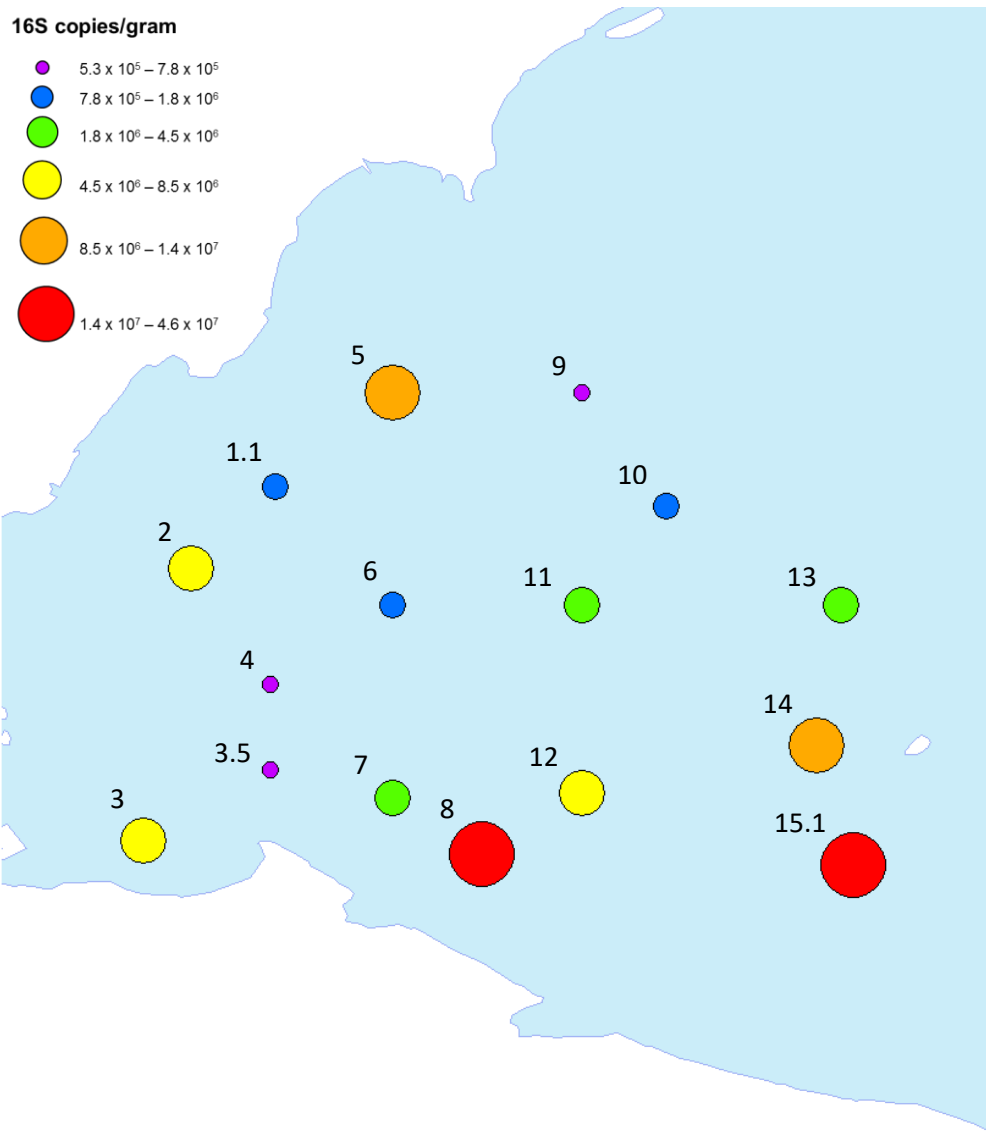 16S copies/gram
5.3 x 10⁵ – 7.8 x 10⁵
7.8 x 10⁵ – 1.8 x 10⁶
1.8 x 10⁶ – 4.5 x 10⁶
4.5 x 10⁶ – 8.5 x 10⁶
8.5 x 10⁶ – 1.4 x 10⁷
1.4 x 10⁷ – 4.6 x 10⁷
5
9
1.1
10
2
6
11
13
4
14
3.5
7
12
3
8
15.1